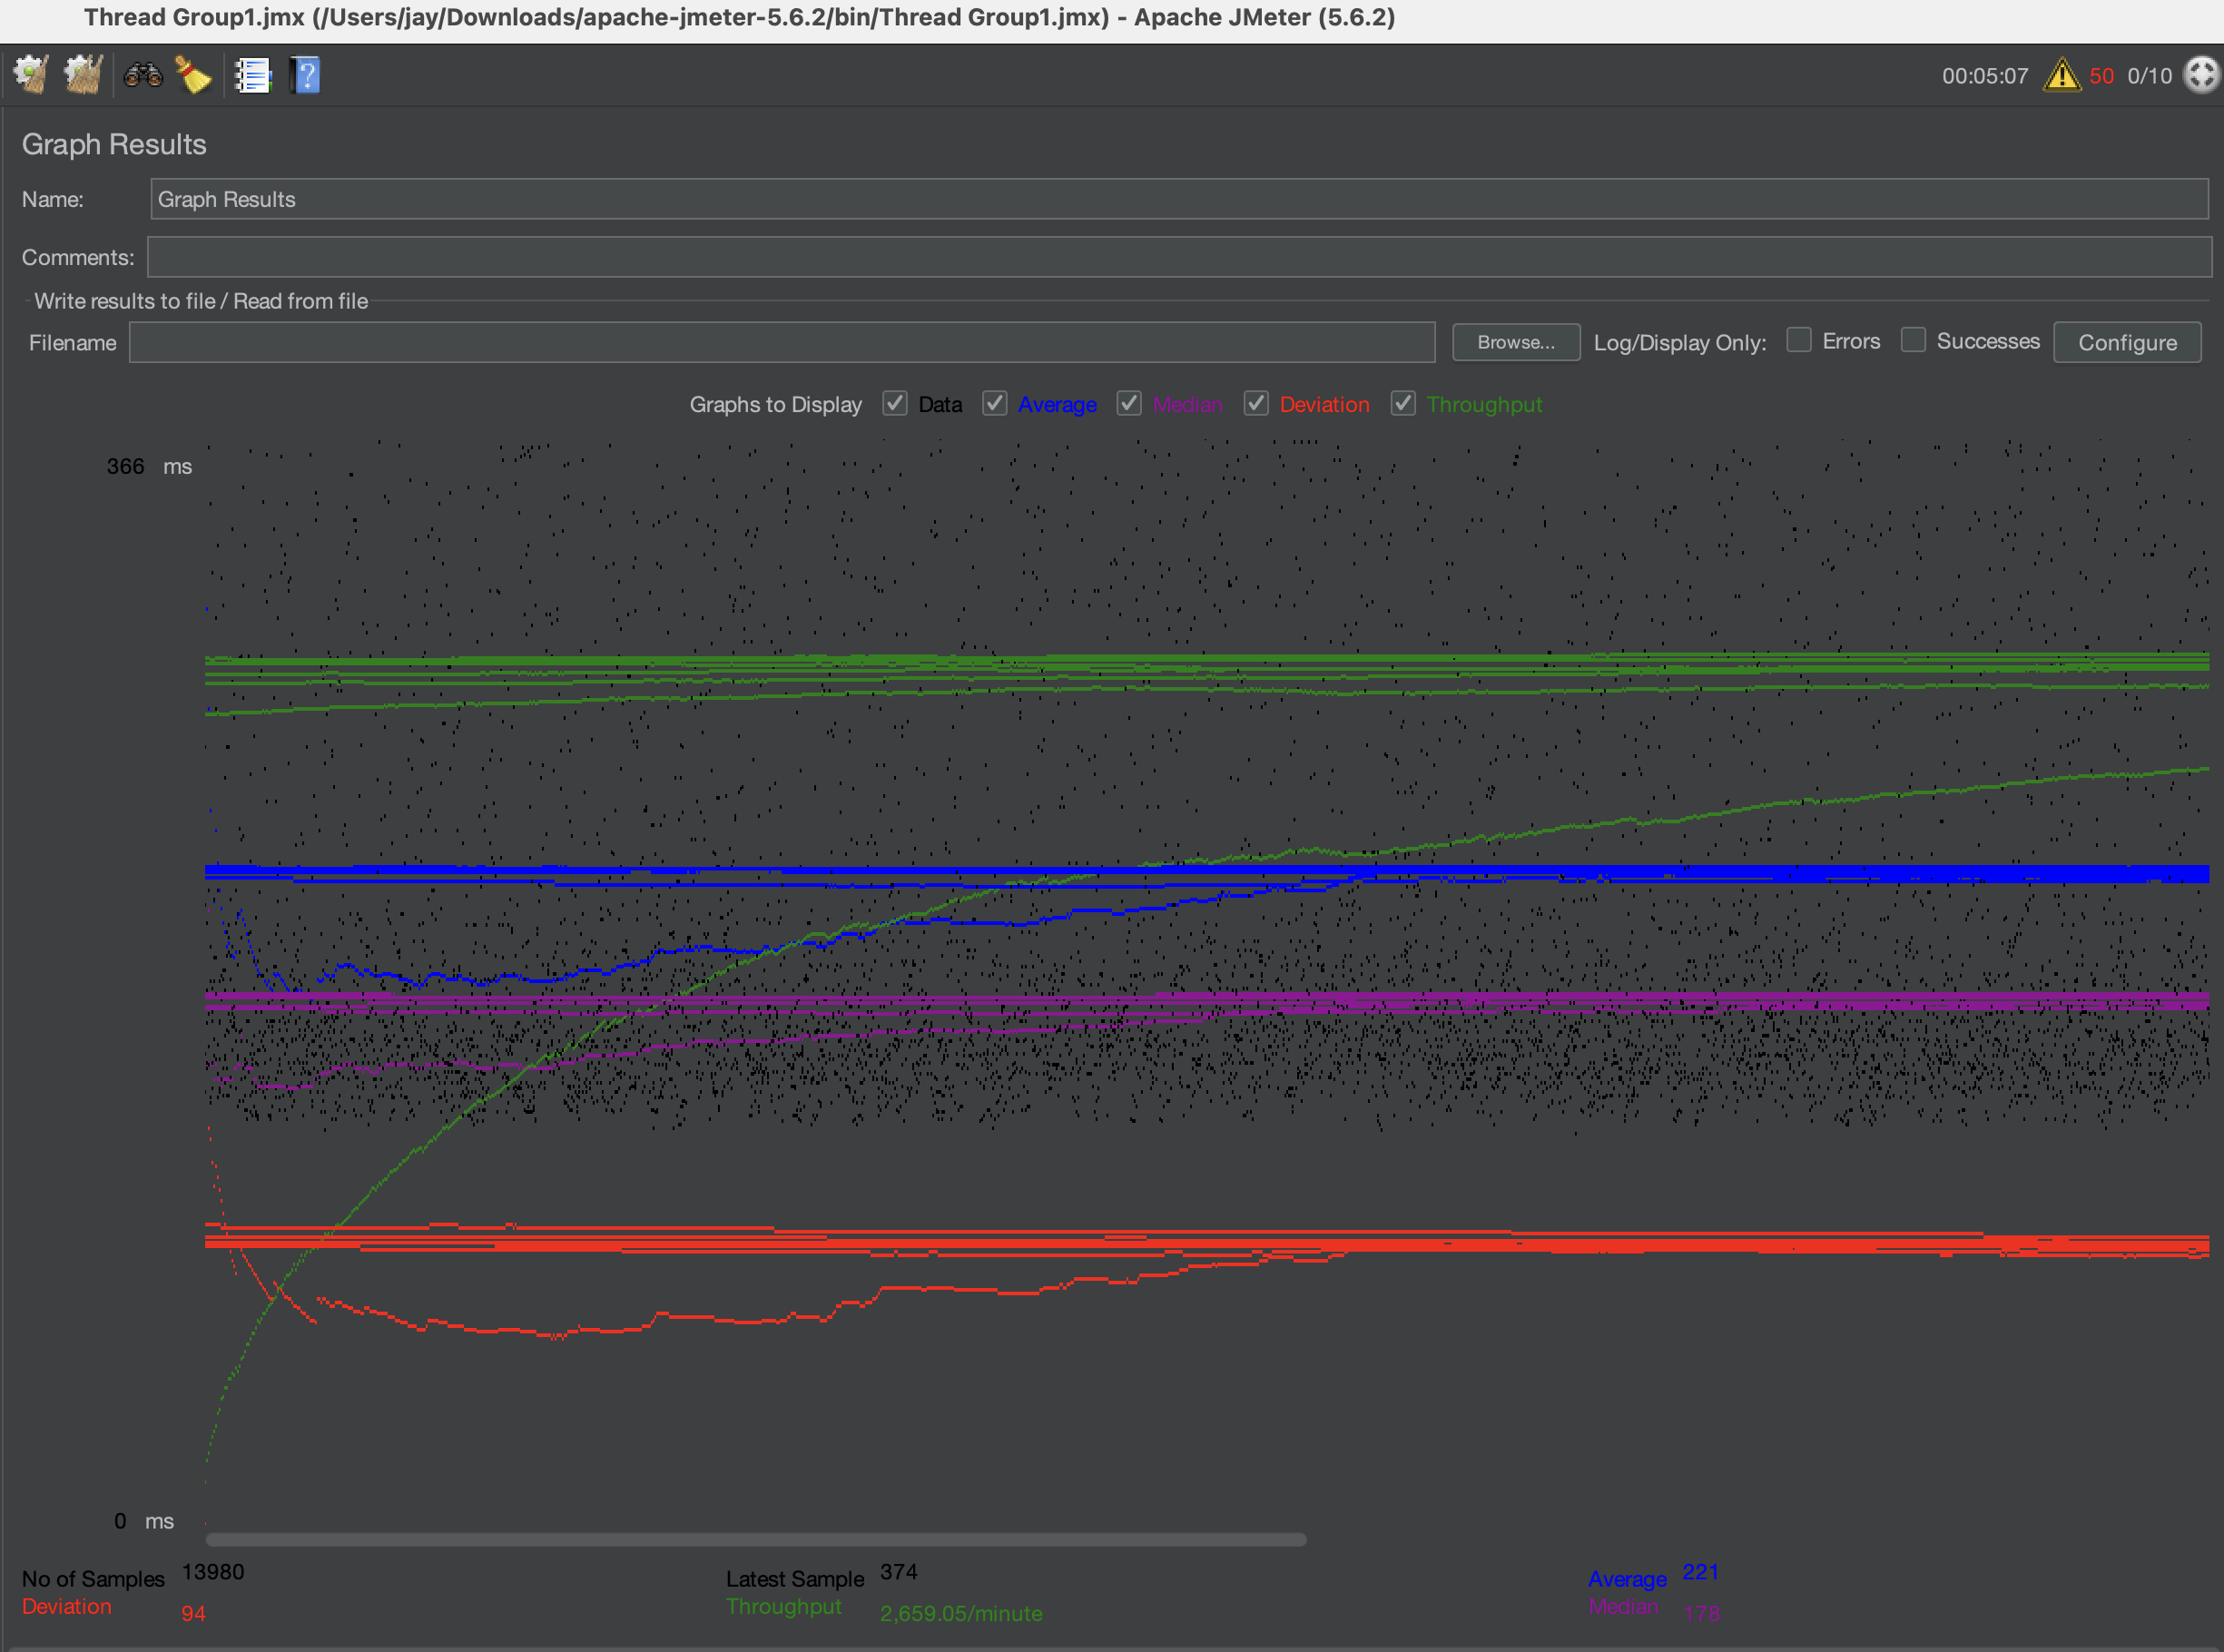 Thread Group1.jmx (/Users/jay/Downloads/apache-jmeter-5.6.2/bin/Thread Group1.jmx) - Apache JMeter (5.6.2)
00:05:07 50 0/10
Graph Results
Name: Graph Results
Comments:
Write results to file / Read from file
Filename Browse... Log/Display Only: Errors Successes Configure
Graphs to Display Data Average Median Deviation Throughput
366 ms
0 ms
No of Samples 13980 Latest Sample 374 Average 221
Deviation 94 Throughput 2,659.05/minute Median 178